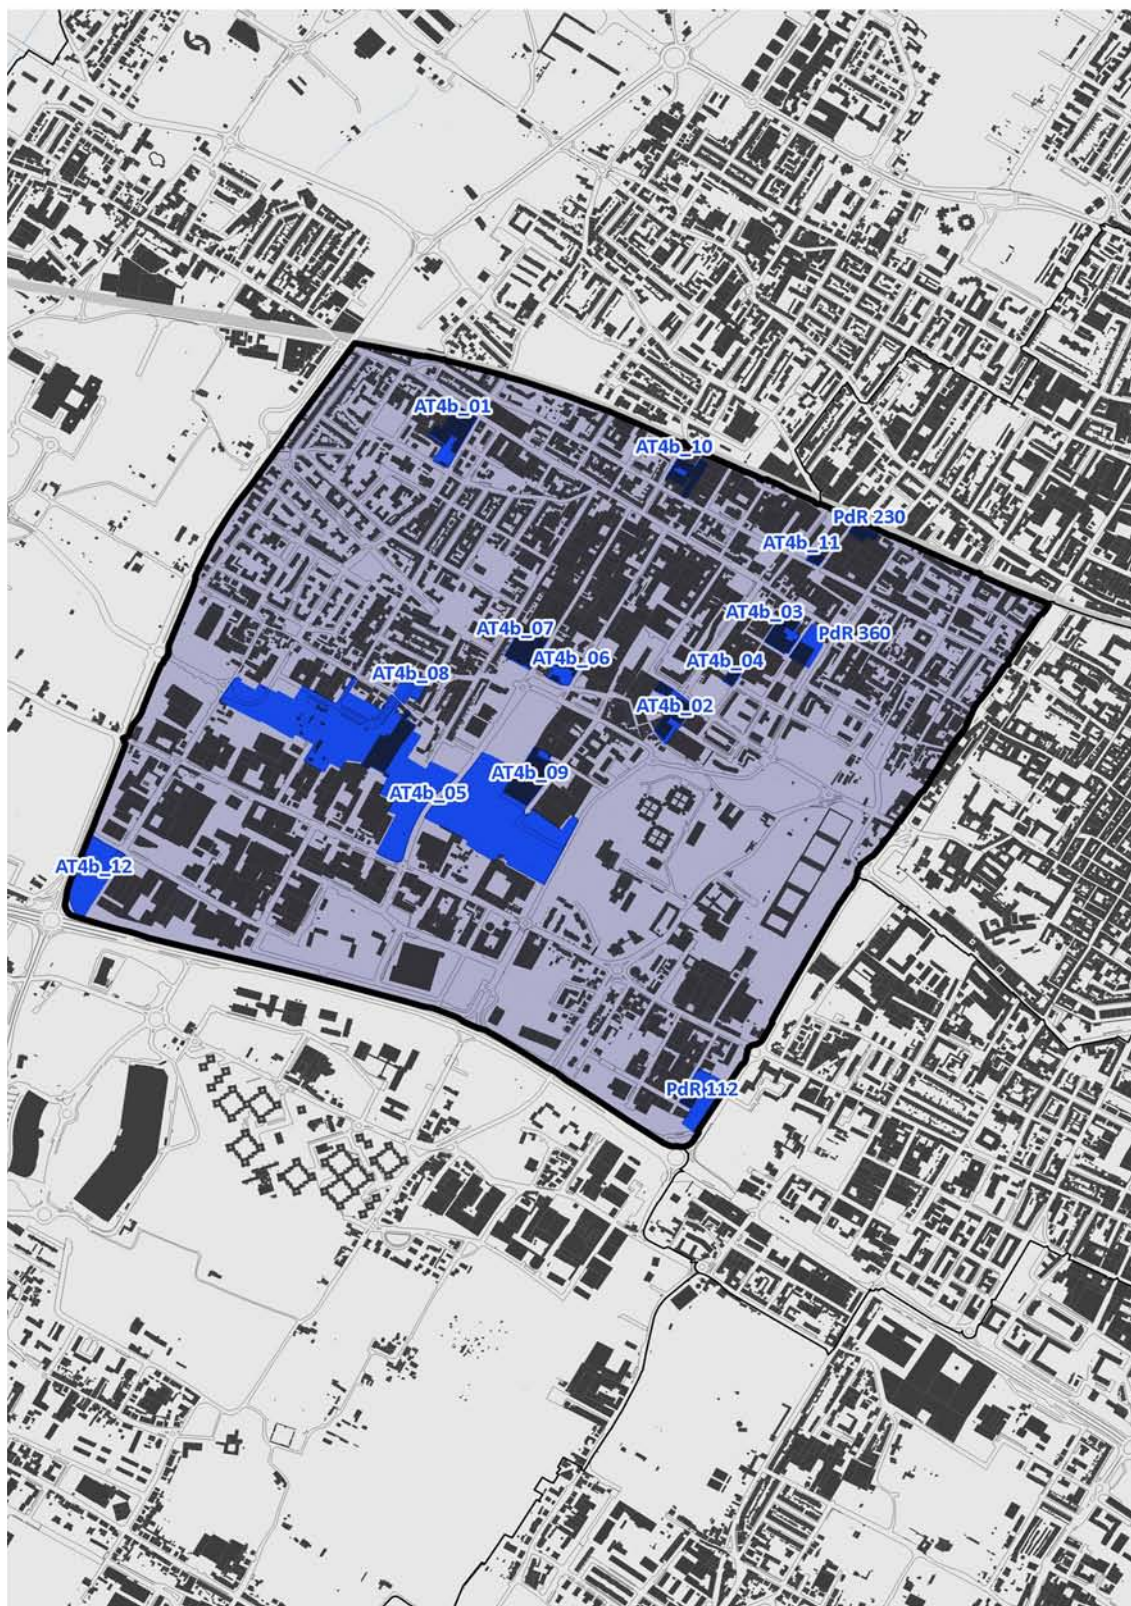 AT4b_01
AT4b_10
PdR 230
AT4b_11
AT4b_03
AT4b_07
PdR 360
AT4b_06
AT4b_04
AT4b_08
AT4b_02
AT4b_09
AT4b_05
AT4b_12
PdR 112